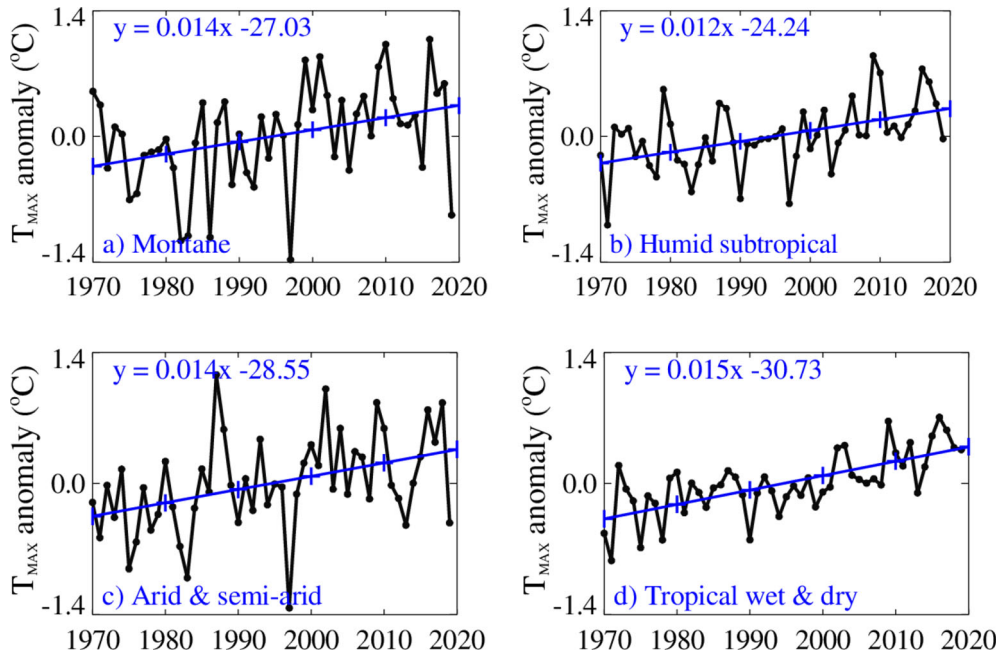 1.4
y = 0.014x -27.03
0.0
-1.4
TMAX anomaly (ºC)
a) Montane
1970 1980 1990 2000 2010 2020
1.4
y = 0.012x -24.24
0.0
-1.4
TMAX anomaly (ºC)
b) Humid subtropical
1970 1980 1990 2000 2010 2020
1.4
y = 0.014x -28.55
0.0
-1.4
TMAX anomaly (ºC)
c) Arid & semi-arid
1970 1980 1990 2000 2010 2020
1.4
y = 0.015x -30.73
0.0
-1.4
TMAX anomaly (ºC)
d) Tropical wet & dry
1970 1980 1990 2000 2010 2020